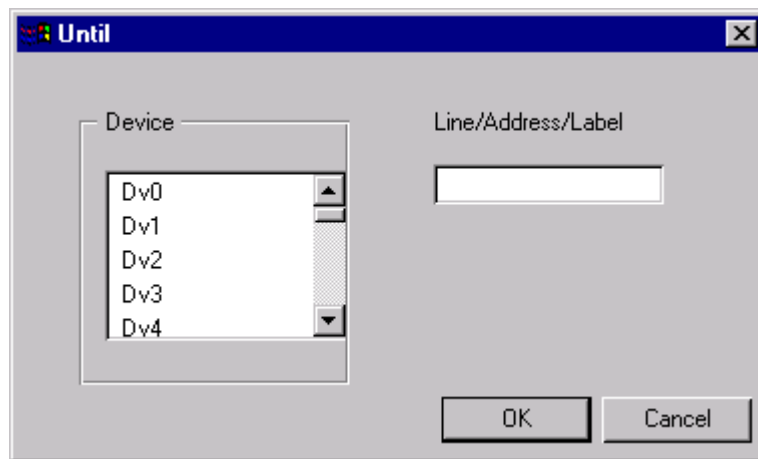 Until
Device
Dv0
Dv1
Dv2
Dv3
Dv4
Line/Address/Label
OK
Cancel